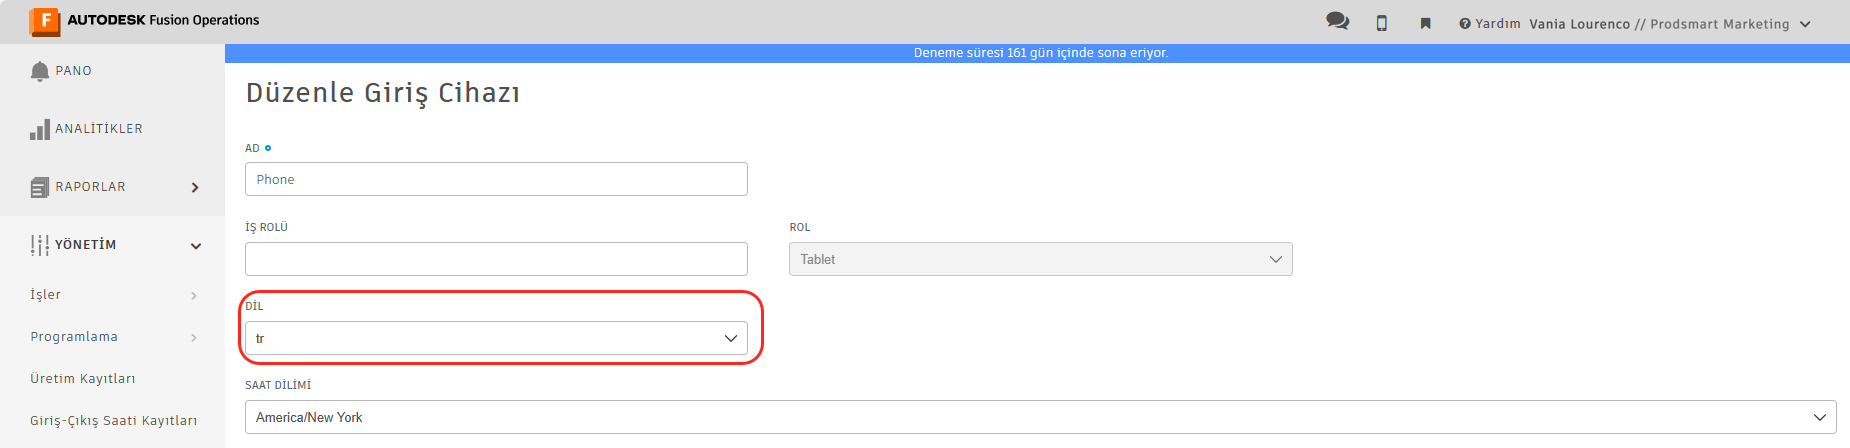 F AUTODESK Fusion Operations
Yardım Vania Lourenco // Prodsmart Marketing
Deneme süresi 161 gün içinde sona eriyor.
PANO
ANALİTİKLER
RAPORLAR
YÖNETİM
İşler
Programlama
Üretim Kayıtları
Giriş-Çıkış Saati Kayıtları
Düzenle Giriş Cihazı
AD
Phone
İŞ ROLÜ
ROL
Tablet
DİL
tr
SAAT DİLİMİ
America/New York